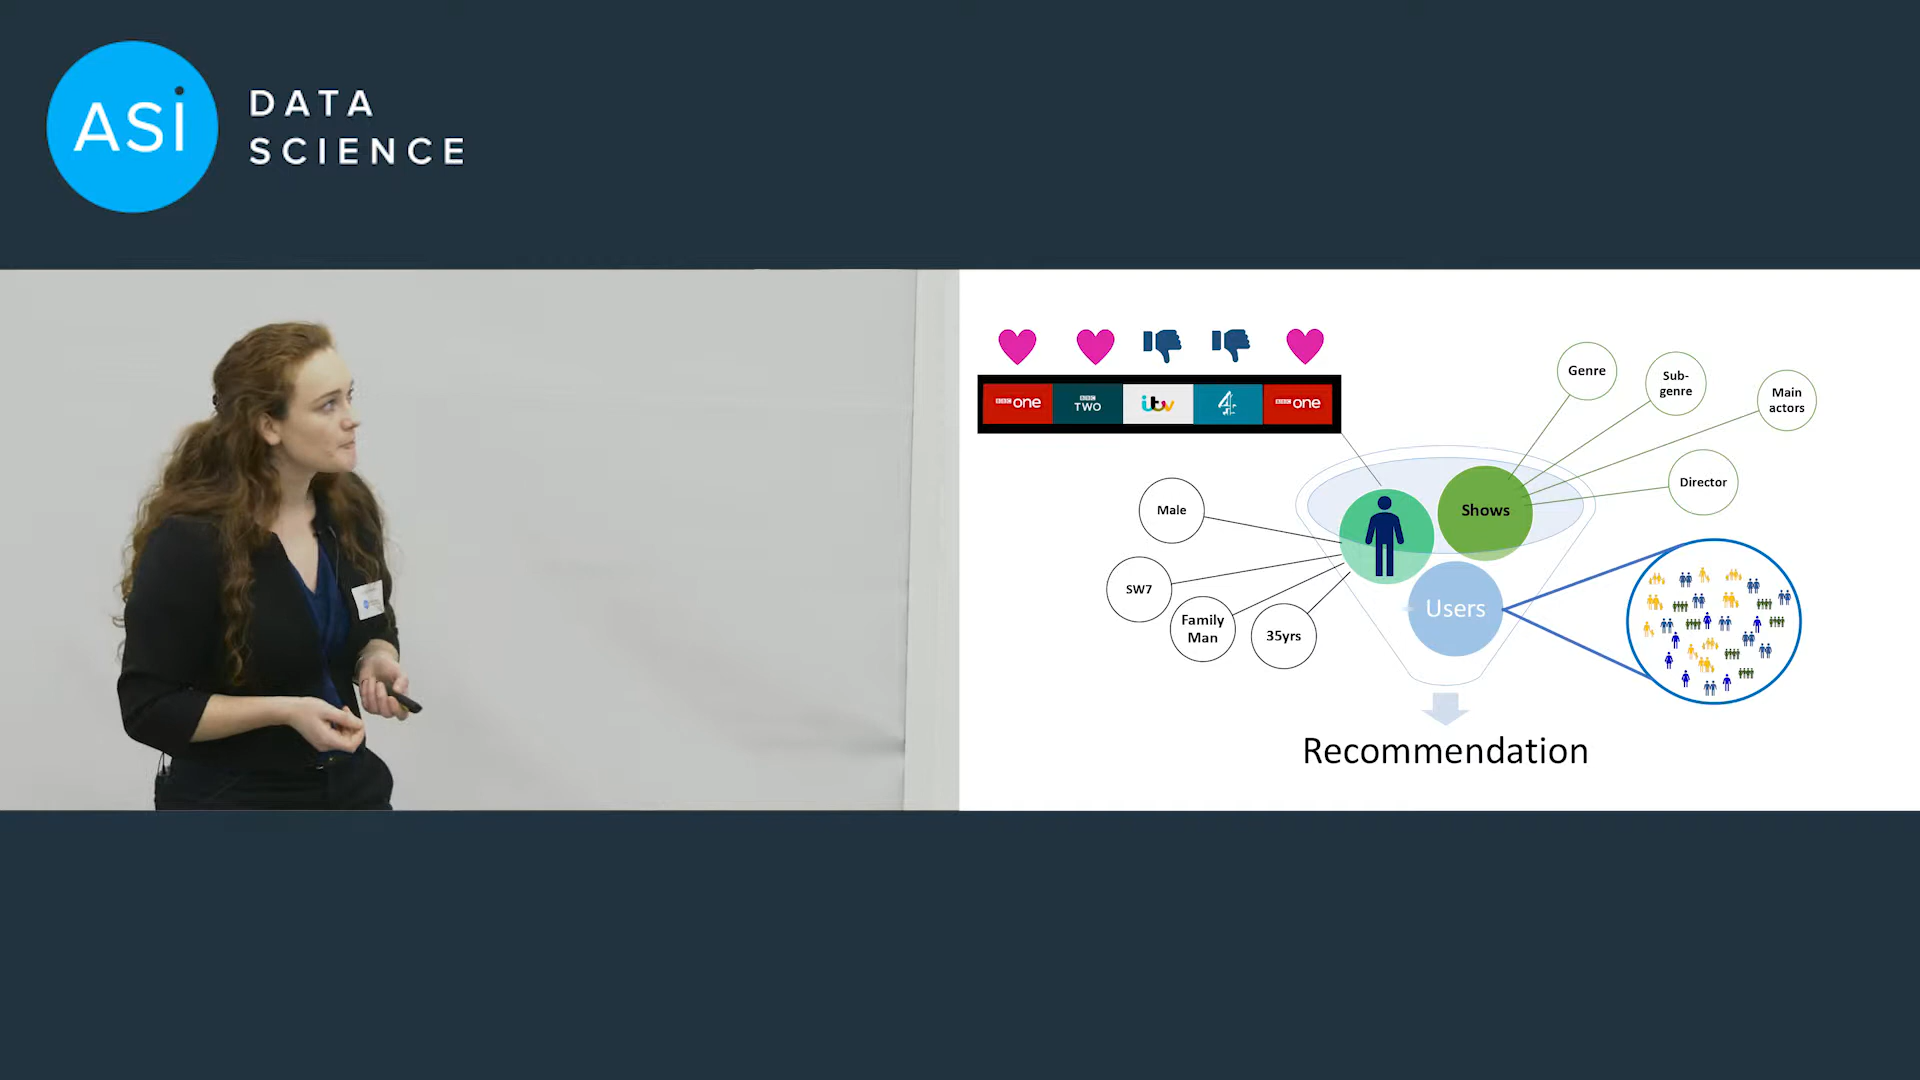 ASI
DATA
SCIENCE
BBC one
BBC TWO
itv
4
BBC one
Genre
Sub-
genre
Main
actors
Director
Shows
Male
SW7
Family
Man
35yrs
Users
Recommendation